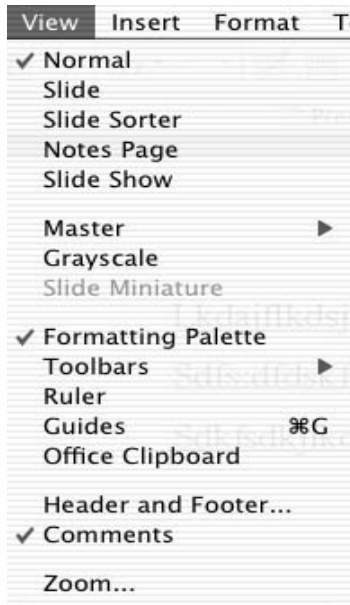 View Insert Format T
✓ Normal
Slide
Slide Sorter
Notes Page
Slide Show
Master ▶
Grayscale
Slide Miniature
✓ Formatting Palette
Toolbars ▶
Ruler
Guides ⌘G
Office Clipboard
Header and Footer...
✓ Comments
Zoom...